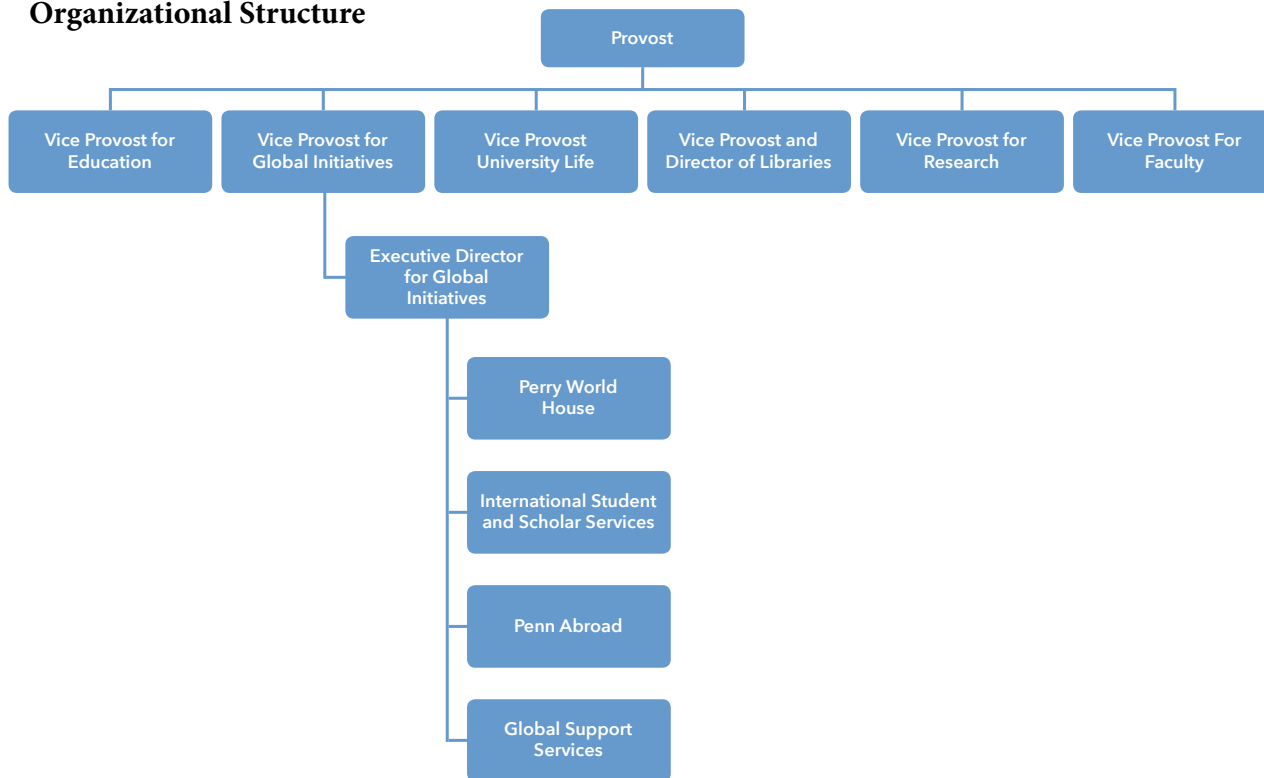 Organizational Structure
Provost
Vice Provost for
Education
Vice Provost for
Global Initiatives
Vice Provost
University Life
Vice Provost and
Director of Libraries
Vice Provost for
Research
Vice Provost For
Faculty
Executive Director
for Global
Initiatives
Perry World
House
International Student
and Scholar Services
Penn Abroad
Global Support
Services